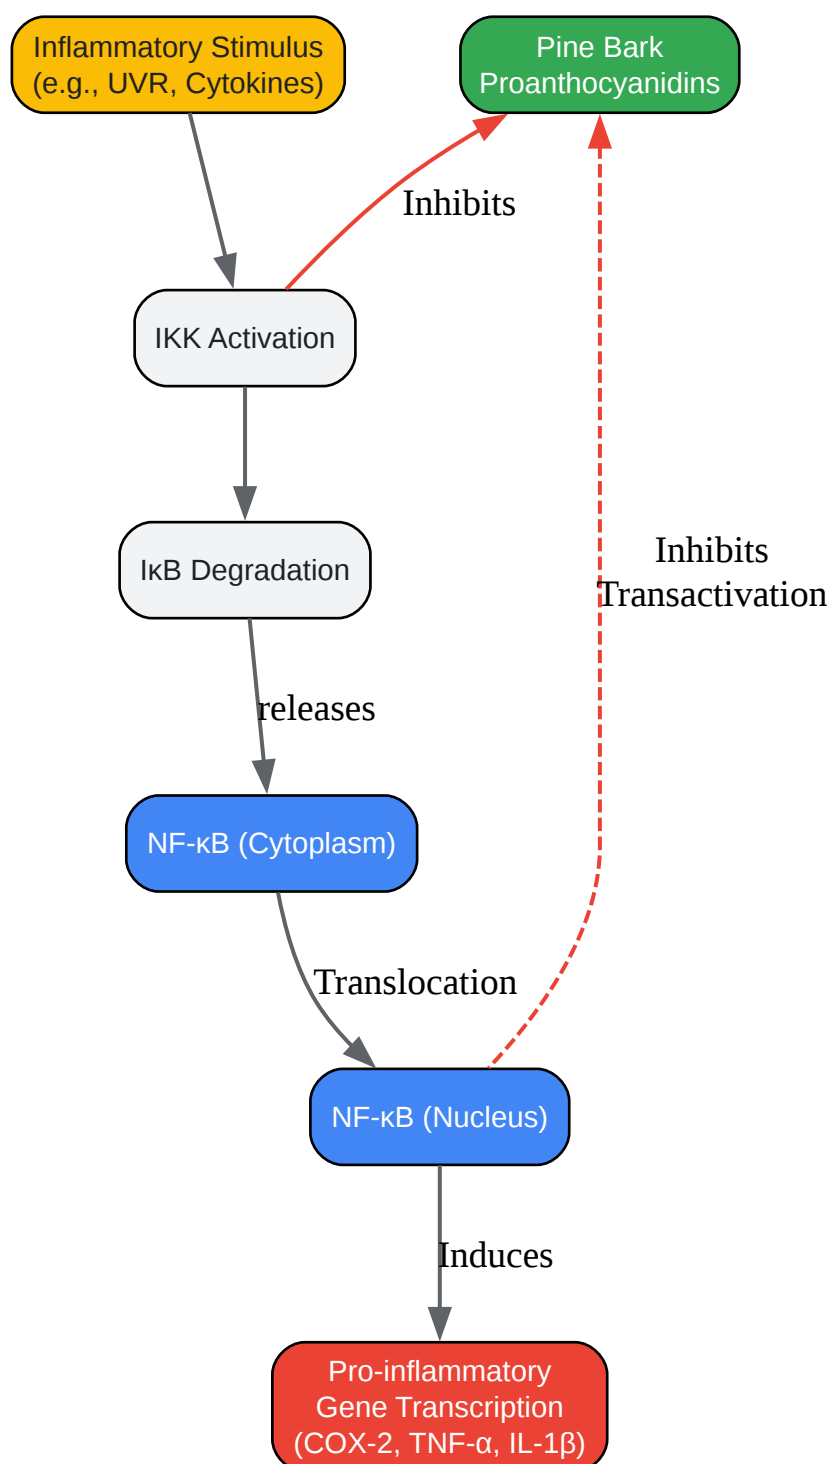 Inflammatory Stimulus
(e.g., UVR, Cytokines)
Pine Bark
Proanthocyanidins
Inhibits
IKK Activation
IκB Degradation
Inhibits
Transactivation
releases
NF-κB (Cytoplasm)
Translocation
NF-κB (Nucleus)
Induces
Pro-inflammatory
Gene Transcription
(COX-2, TNF-α, IL-1β)